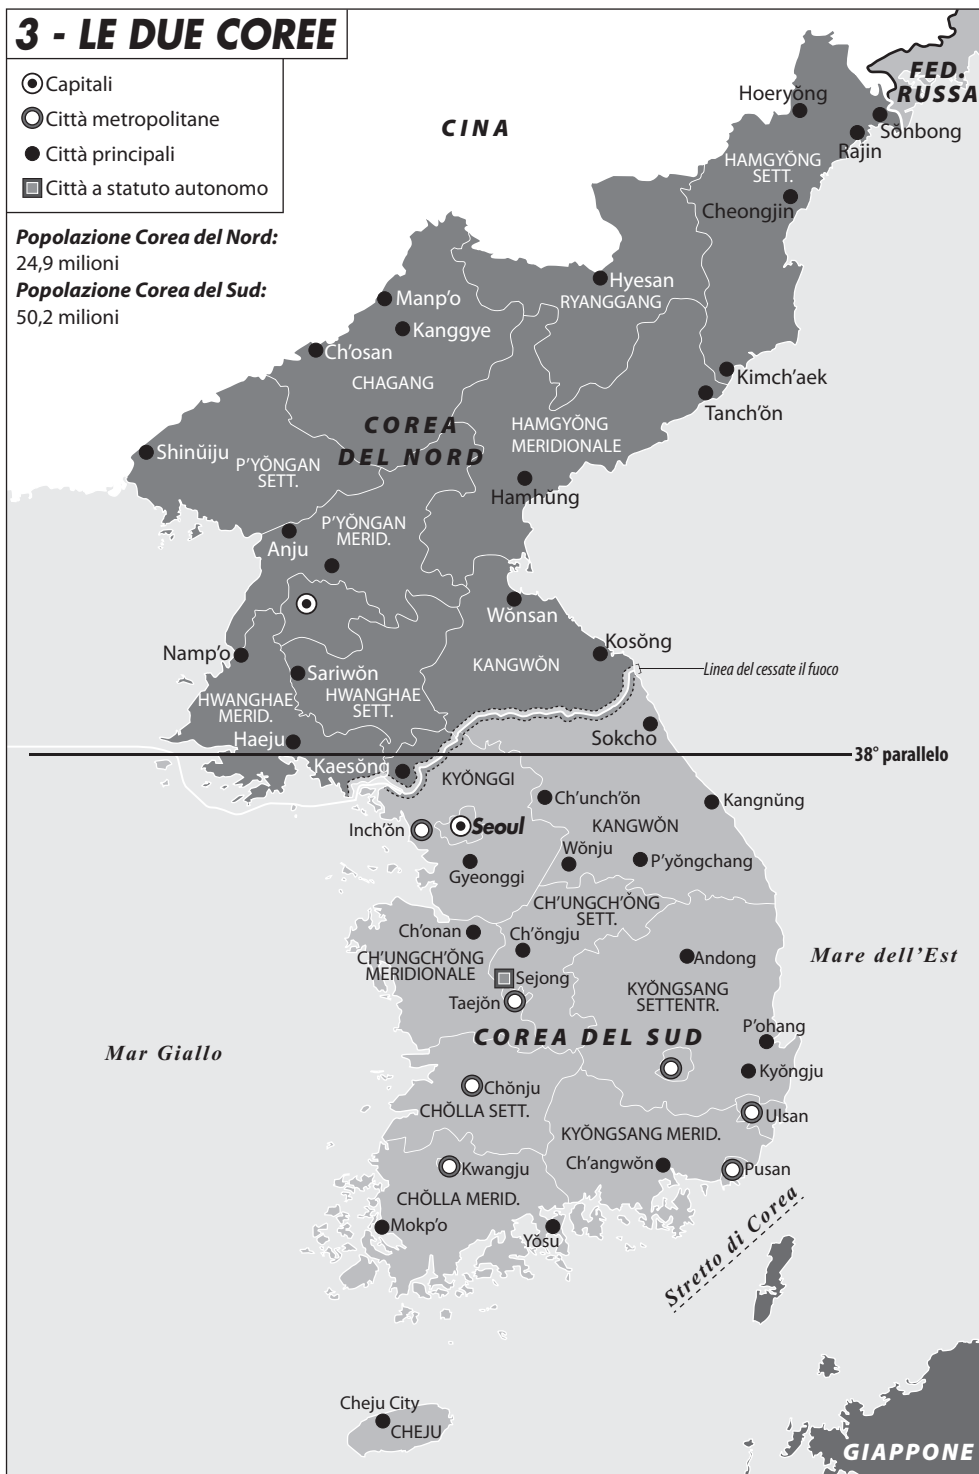 3 - LE DUE COREE
Capitali
Città metropolitane
Città principali
Città a statuto autonomo
Popolazione Corea del Nord:
24,9 milioni
Popolazione Corea del Sud:
50,2 milioni
CINA
FED.
RUSSA
Hoeryŏng
Sŏnbong
Rajin
HAMGYŎNG
SETT.
Cheongjin
Hyesan
RYANGGANG
Manp'o
Kanggye
Ch'osan
CHAGANG
Kimch'aek
Tanch'ŏn
COREA
DEL NORD
HAMGYŎNG
MERIDIONALE
Shinŭiju
P'YŎNGAN
SETT.
Hamhŭng
P'YŎNGAN
MERID.
Anju
Wŏnsan
Kosŏng
Namp'o
Sariwŏn
KANGWŎN
Linea del cessate il fuoco
HWANGHAE
MERID.
HWANGHAE
SETT.
Haeju
Sokcho
38° parallelo
Kaesŏng
KYŎNGGI
Ch'unch'ŏn
Kangnŭng
Inch'ŏn
Seoul
KANGWŎN
Wŏnju
P'yŏngchang
Gyeonggi
CH'UNGCH'ŎNG
SETT.
Ch'onan
Ch'ŏngju
CH'UNGCH'ŎNG
MERIDIONALE
Andong
Mare dell'Est
Sejong
KYŎNGSANG
SETTENTR.
Taejŏn
P'ohang
COREA DEL SUD
Mar Giallo
Kyŏngju
Chŏnju
CHŎLLA SETT.
Ulsan
KYŎNGSANG MERID.
Kwangju
Ch'angwŏn
Pusan
CHŎLLA MERID.
Mokp'o
Yŏsu
Stretto di Corea
Cheju City
CHEJU
GIAPPONE